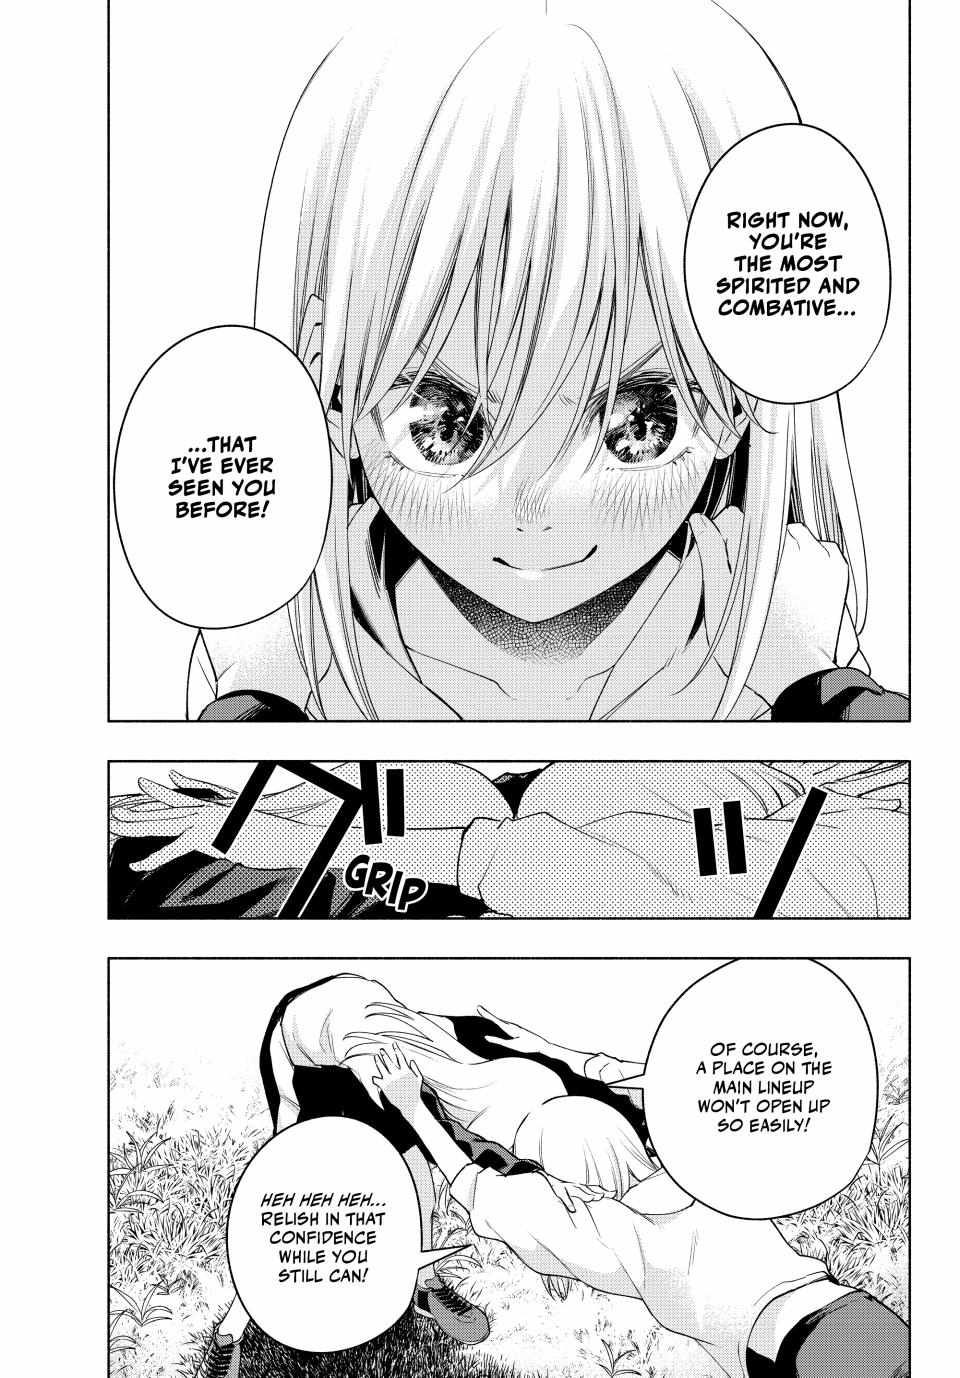 RIGHT NOW,
YOU'RE
THE MOST
SPIRITED AND
COMBATIVE...
...THAT
I'VE EVER
SEEN YOU
BEFORE!
GRIP
OF COURSE,
A PLACE ON THE
MAIN LINEUP
WON'T OPEN UP
SO EASILY!
HEH HEH HEH...
RELISH IN THAT
CONFIDENCE
WHILE YOU
STILL CAN!